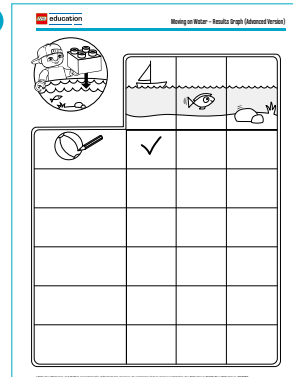 LEGO education
Moving on Water – Results Graph (Advanced Version)